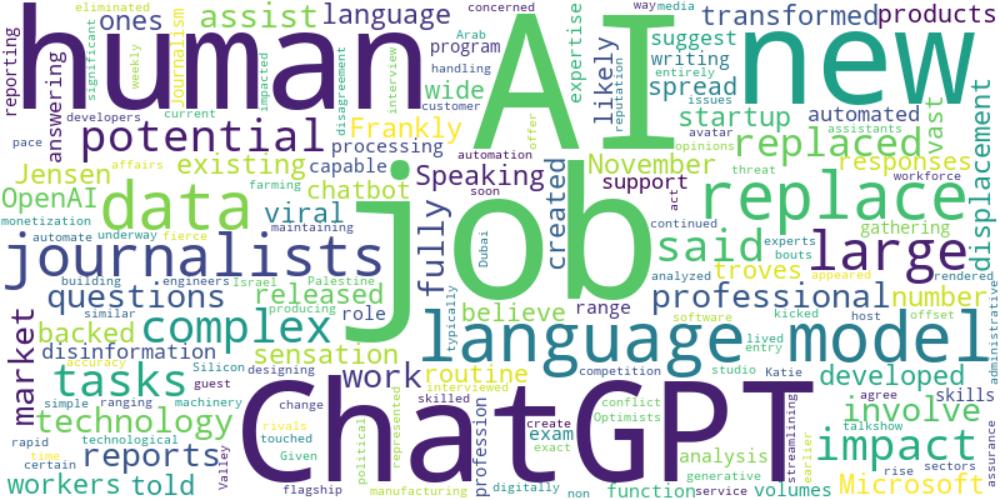 reporting
ones
eliminated
significant
weekly
Journalism
assist
impacted
language
program
handling
customer
interview
disagreement
concerned
Arab
way
media
expertise
likely
entirely
reputation
issues
transformed
products
suggest
writing
spread
human
AI
new
answering
developers
current
wide
startup
automated
assistants
opinions
pace
potential
Frankly
processing
offer
avatar
replaced
vast
affairs
existing
capable
automation
November
threat
responses
workforce
Jensen
farming
chatbot
Speaking
soon
created
support
act
continued
replace
gathering
displacement
OpenAI
data
viral
maintaining
monetization
automate
underway
fierce
job
fully
Dubai
said
experts
bouts
large
journalists
building
engineers
Israel
Palestine
analyzed
troves
appeared
rendered
questions
similar
released
producing
role
believe
range
professional
number
administrative
market
backed
complex
typically
language
model
software
kicked
host
offset
lived
entry
disinformation
Silicon
sensation
designing
competition
studio
Katie
agree
skills
accuracy
guest
work
routine
interviewed
developed
tasks
simple
ranging
machinery
change
skilled
create
conflict
talkshow
technology
rivals
touched
ChatGPT
profession
exam
Optimists
streamlining
involve
rapid
technological
time
Given
political
represented
exact
analysis
earlier
impact
reports
certain
Valley
generative
rise
sectors
assurance
workers
told
flagship
manufacturing
digitally
non
function
service
volumes
Microsoft